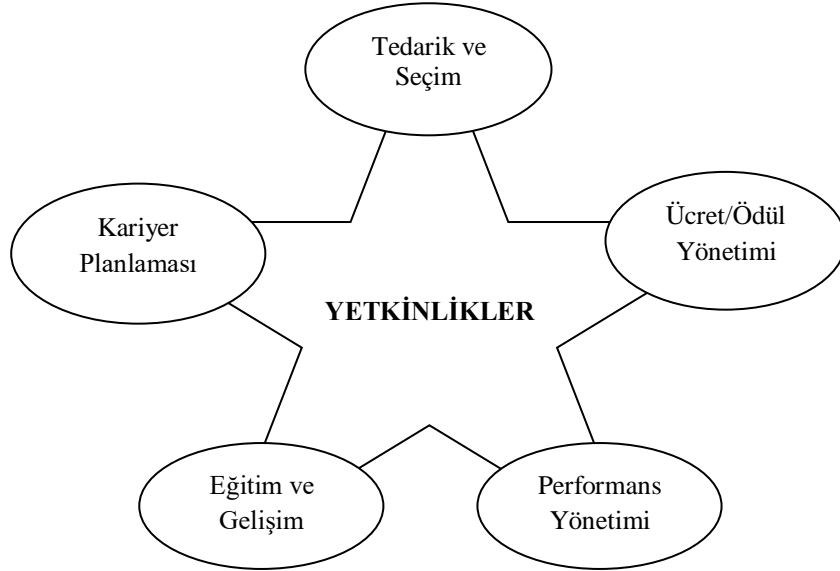 Tedarik ve
Seçim
Kariyer
Planlaması
Ücret/Ödül
Yönetimi
YETKİNLİKLER
Eğitim ve
Gelişim
Performans
Yönetimi